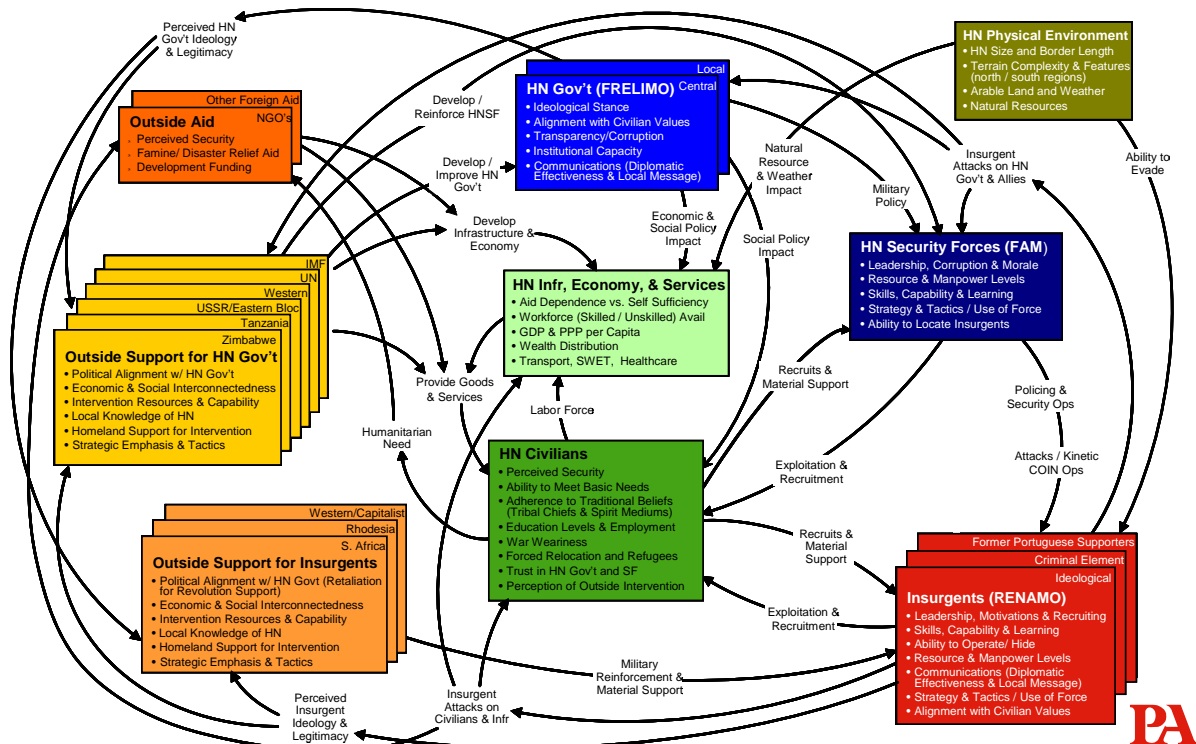 Perceived HN
Gov't Ideology
& Legitimacy
Other Foreign Aid
NGO's
Outside Aid
Perceived Security
Famine/ Disaster Relief Aid
Development Funding
Develop /
Reinforce HNSF
Develop /
Improve HN
Gov't
Local
Central
HN Gov't (FRELIMO)
• Ideological Stance
• Alignment with Civilian Values
• Transparency/Corruption
• Institutional Capacity
• Communications (Diplomatic
Effectiveness & Local Message)
HN Physical Environment
• HN Size and Border Length
• Terrain Complexity & Features
(north / south regions)
• Arable Land and Weather
• Natural Resources
Natural
Resource
& Weather
Impact
Insurgent
Attacks on HN
Gov't & Allies
Ability to
Evade
Military
Policy
Develop
Infrastructure &
Economy
Economic &
Social Policy
Impact
Social Policy
Impact
HN Security Forces (FAM)
• Leadership, Corruption & Morale
• Resource & Manpower Levels
• Skills, Capability & Learning
• Strategy & Tactics / Use of Force
• Ability to Locate Insurgents
IMF
UN
Western
USSR/Eastern Bloc
Tanzania
Zimbabwe
Outside Support for HN Gov't
• Political Alignment w/ HN Gov't
• Economic & Social Interconnectedness
• Intervention Resources & Capability
• Local Knowledge of HN
• Homeland Support for Intervention
• Strategic Emphasis & Tactics
HN Infr, Economy, & Services
• Aid Dependence vs. Self Sufficiency
• Workforce (Skilled / Unskilled) Avail
• GDP & PPP per Capita
• Wealth Distribution
• Transport, SWET, Healthcare
Provide Goods
& Services
Labor Force
Recruits &
Material Support
Policing &
Security Ops
Humanitarian
Need
Exploitation &
Recruitment
Attacks / Kinetic
COIN Ops
HN Civilians
• Perceived Security
• Ability to Meet Basic Needs
• Adherence to Traditional Beliefs
(Tribal Chiefs & Spirit Mediums)
• Education Levels & Employment
• War Weariness
• Forced Relocation and Refugees
• Trust in HN Gov't and SF
• Perception of Outside Intervention
Recruits &
Material
Support
Exploitation &
Recruitment
Western/Capitalist
Rhodesia
S. Africa
Outside Support for Insurgents
• Political Alignment w/ HN Govt (Retaliation
for Revolution Support)
• Economic & Social Interconnectedness
• Intervention Resources & Capability
• Local Knowledge of HN
• Homeland Support for Intervention
• Strategic Emphasis & Tactics
Former Portuguese Supporters
Criminal Element
Ideological
Insurgents (RENAMO)
• Leadership, Motivations & Recruiting
• Skills, Capability & Learning
• Ability to Operate/ Hide
• Resource & Manpower Levels
• Communications (Diplomatic
Effectiveness & Local Message)
• Strategy & Tactics / Use of Force
• Alignment with Civilian Values
Military
Reinforcement &
Material Support
Insurgent
Attacks on
Civilians & Infr
Perceived
Insurgent
Ideology &
Legitimacy
PA